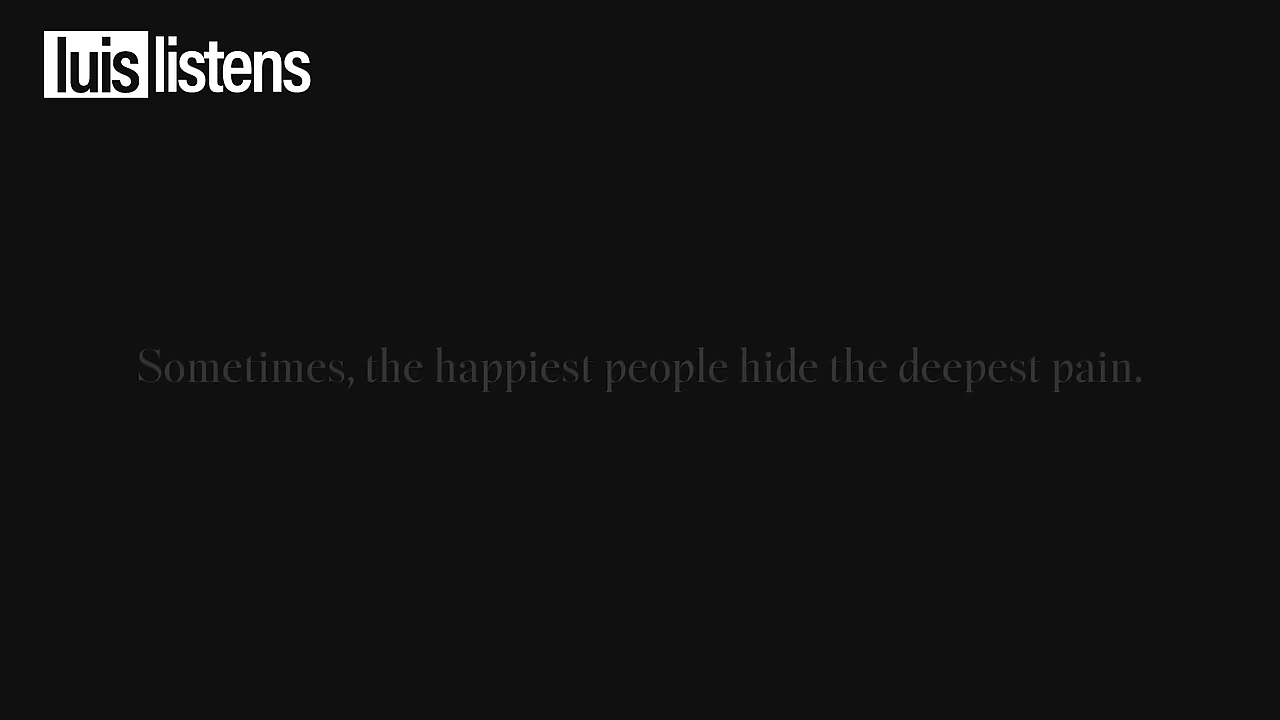 luis listens
Sometimes, the happiest people hide the deepest pain.